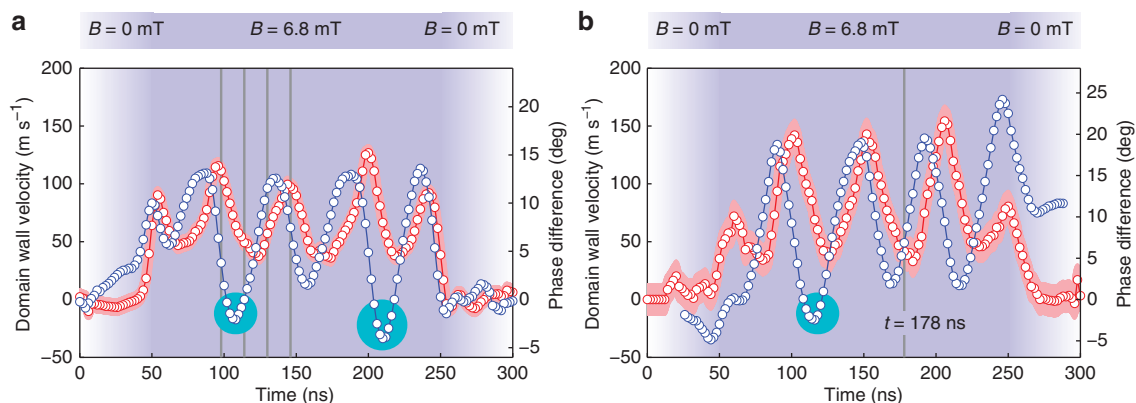 a
B = 0 mT B = 6.8 mT B = 0 mT
200
150
100
50
0
−50
Domain wall velocity (m s−1)
20
15
10
5
0
−5
Phase difference (deg)
0 50 100 150 200 250 300
Time (ns)
b
B = 0 mT B = 6.8 mT B = 0 mT
200
150
100
50
0
−50
Domain wall velocity (m s−1)
25
20
15
10
5
0
−5
Phase difference (deg)
t = 178 ns
0 50 100 150 200 250 300
Time (ns)